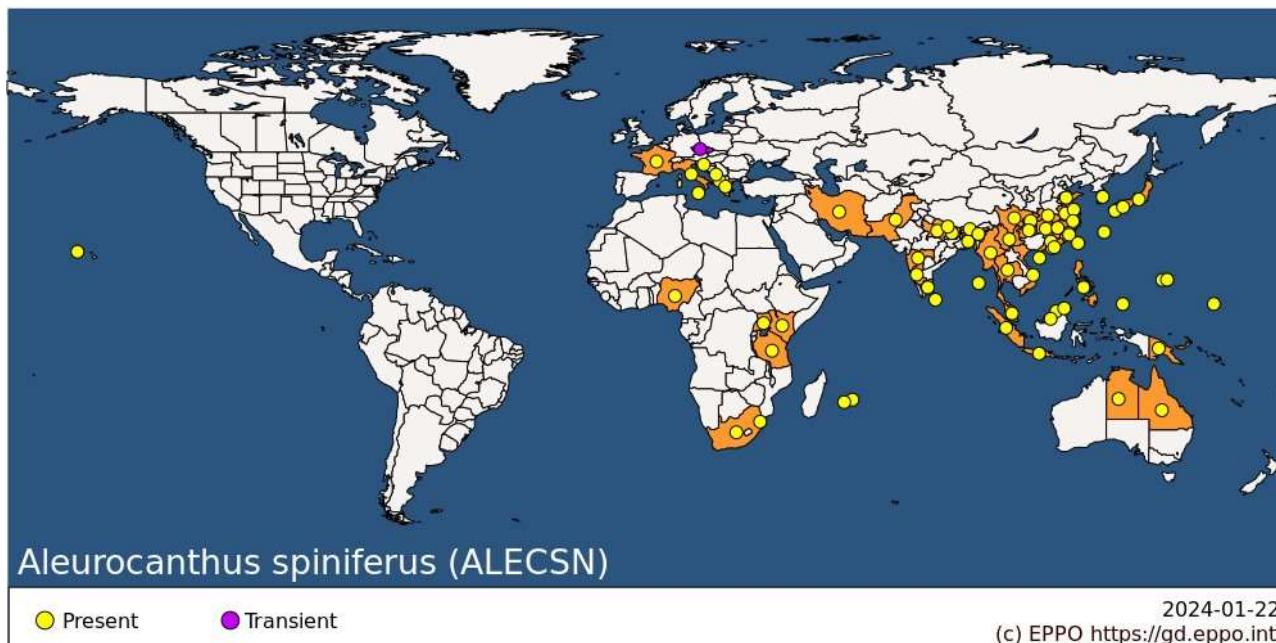 Aleurocanthus spiniferus (ALECSN)
Present
Transient
2024-01-22
(c) EPPO https://gd.eppo.int